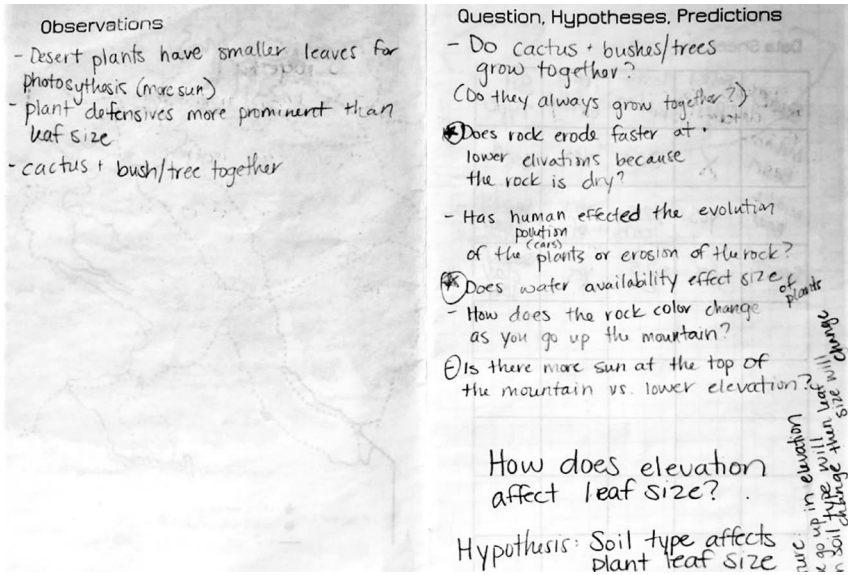 Observations
- Desert plants have smaller leaves for
photosythesis (more sun)
- plant defensives more prominent than
leaf size
- cactus + bush/tree together
Question, Hypotheses, Predictions
- Do cactus + bushes/trees
grow together?
(Do they always grow together?)
Does rock erode faster at
lower elivations because
the rock is dry?
- Has human effected the evolution
pollution
(cars)
of the plants or erosion of the rock?
Does water availability effect size of plants
- How does the rock color change
as you go up the mountain?
Is there more sun at the top of
the mountain vs. lower elevation?
How does elevation
affect leaf size?
Hypothesis: Soil type affects
plant leaf size
go up in elevation
soil type will
change then leaf
size will
change